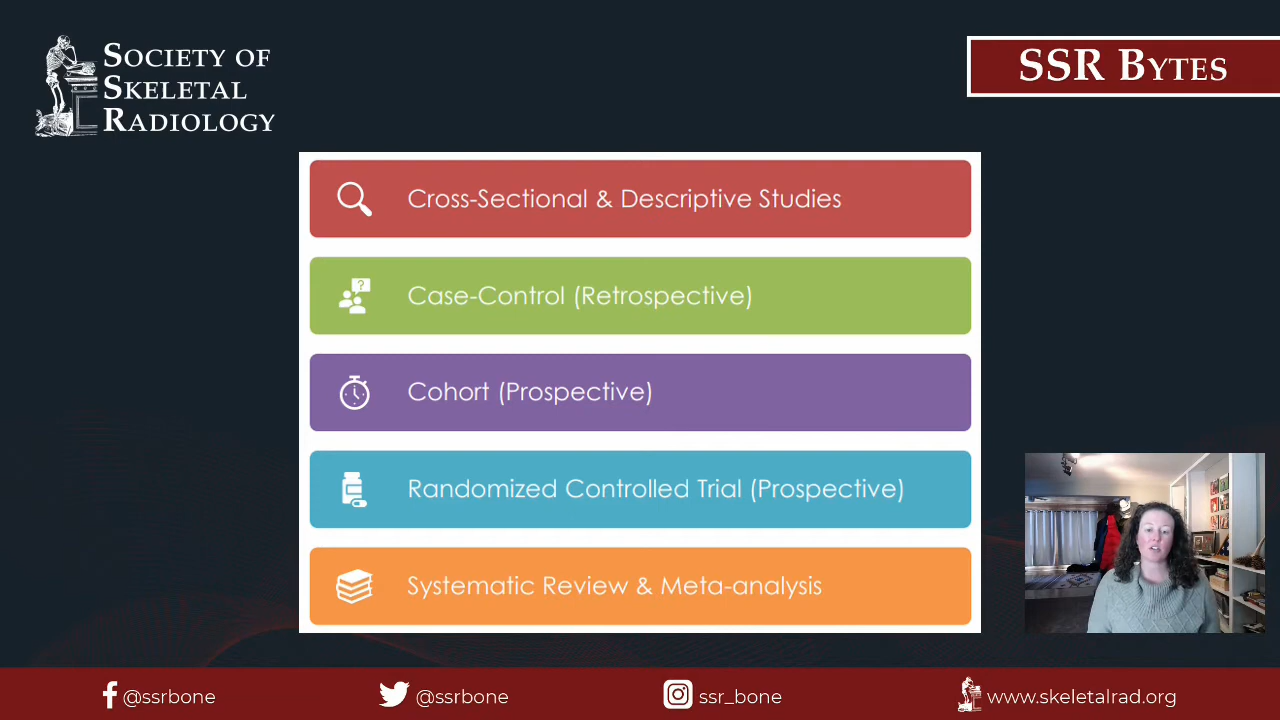 SOCIETY OF
SKELETAL
RADIOLOGY
SSR BYTES
Cross-Sectional & Descriptive Studies
?
Case-Control (Retrospective)
Cohort (Prospective)
Randomized Controlled Trial (Prospective)
Systematic Review & Meta-analysis
@ssrbone
@ssrbone
ssr_bone
www.skeletalrad.org